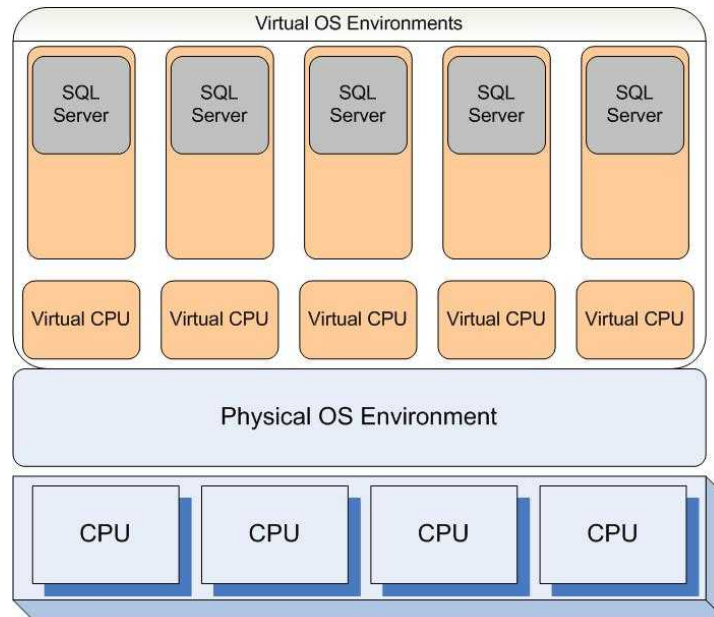 Virtual OS Environments
SQL
Server
SQL
Server
SQL
Server
SQL
Server
SQL
Server
Virtual CPU
Virtual CPU
Virtual CPU
Virtual CPU
Virtual CPU
Physical OS Environment
CPU
CPU
CPU
CPU